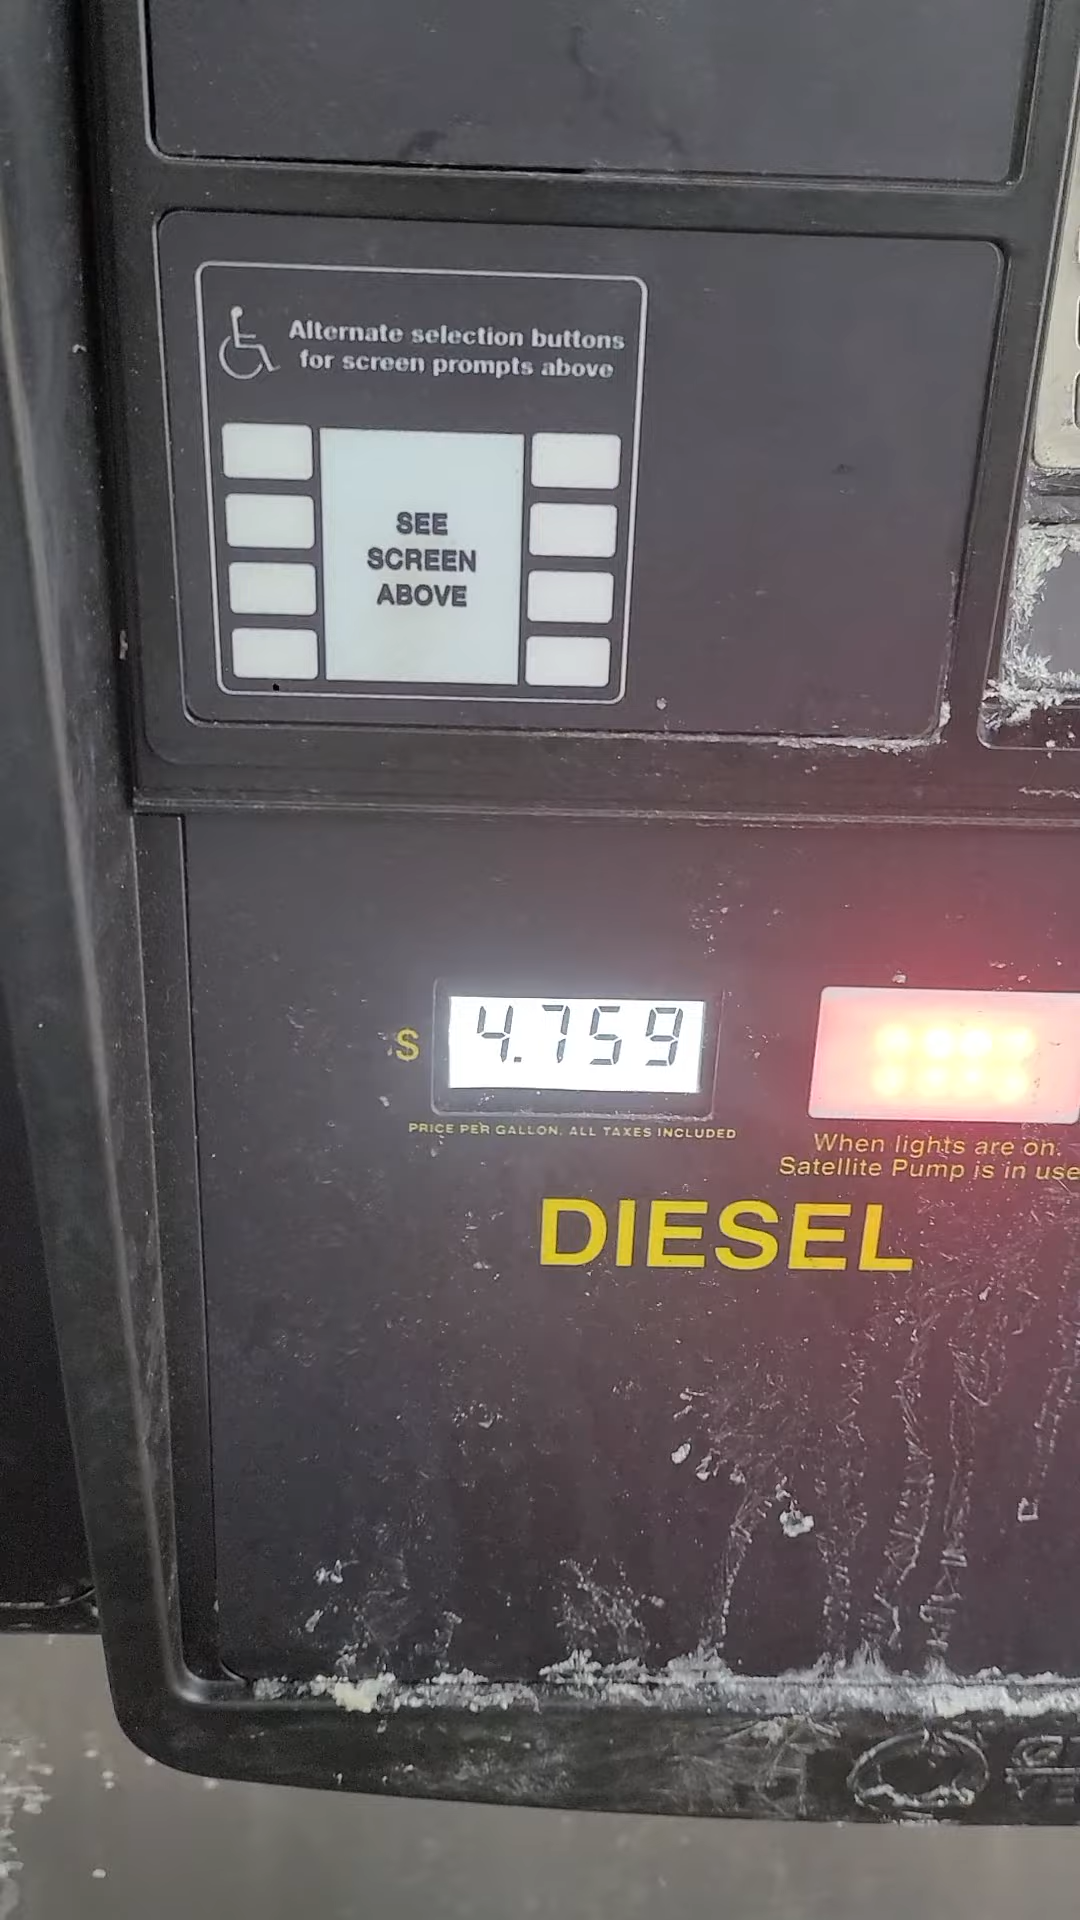 Alternate selection buttons
for screen prompts above
SEE
SCREEN
ABOVE
$ 4.759
PRICE PER GALLON, ALL TAXES INCLUDED
When lights are on.
Satellite Pump is in use
DIESEL